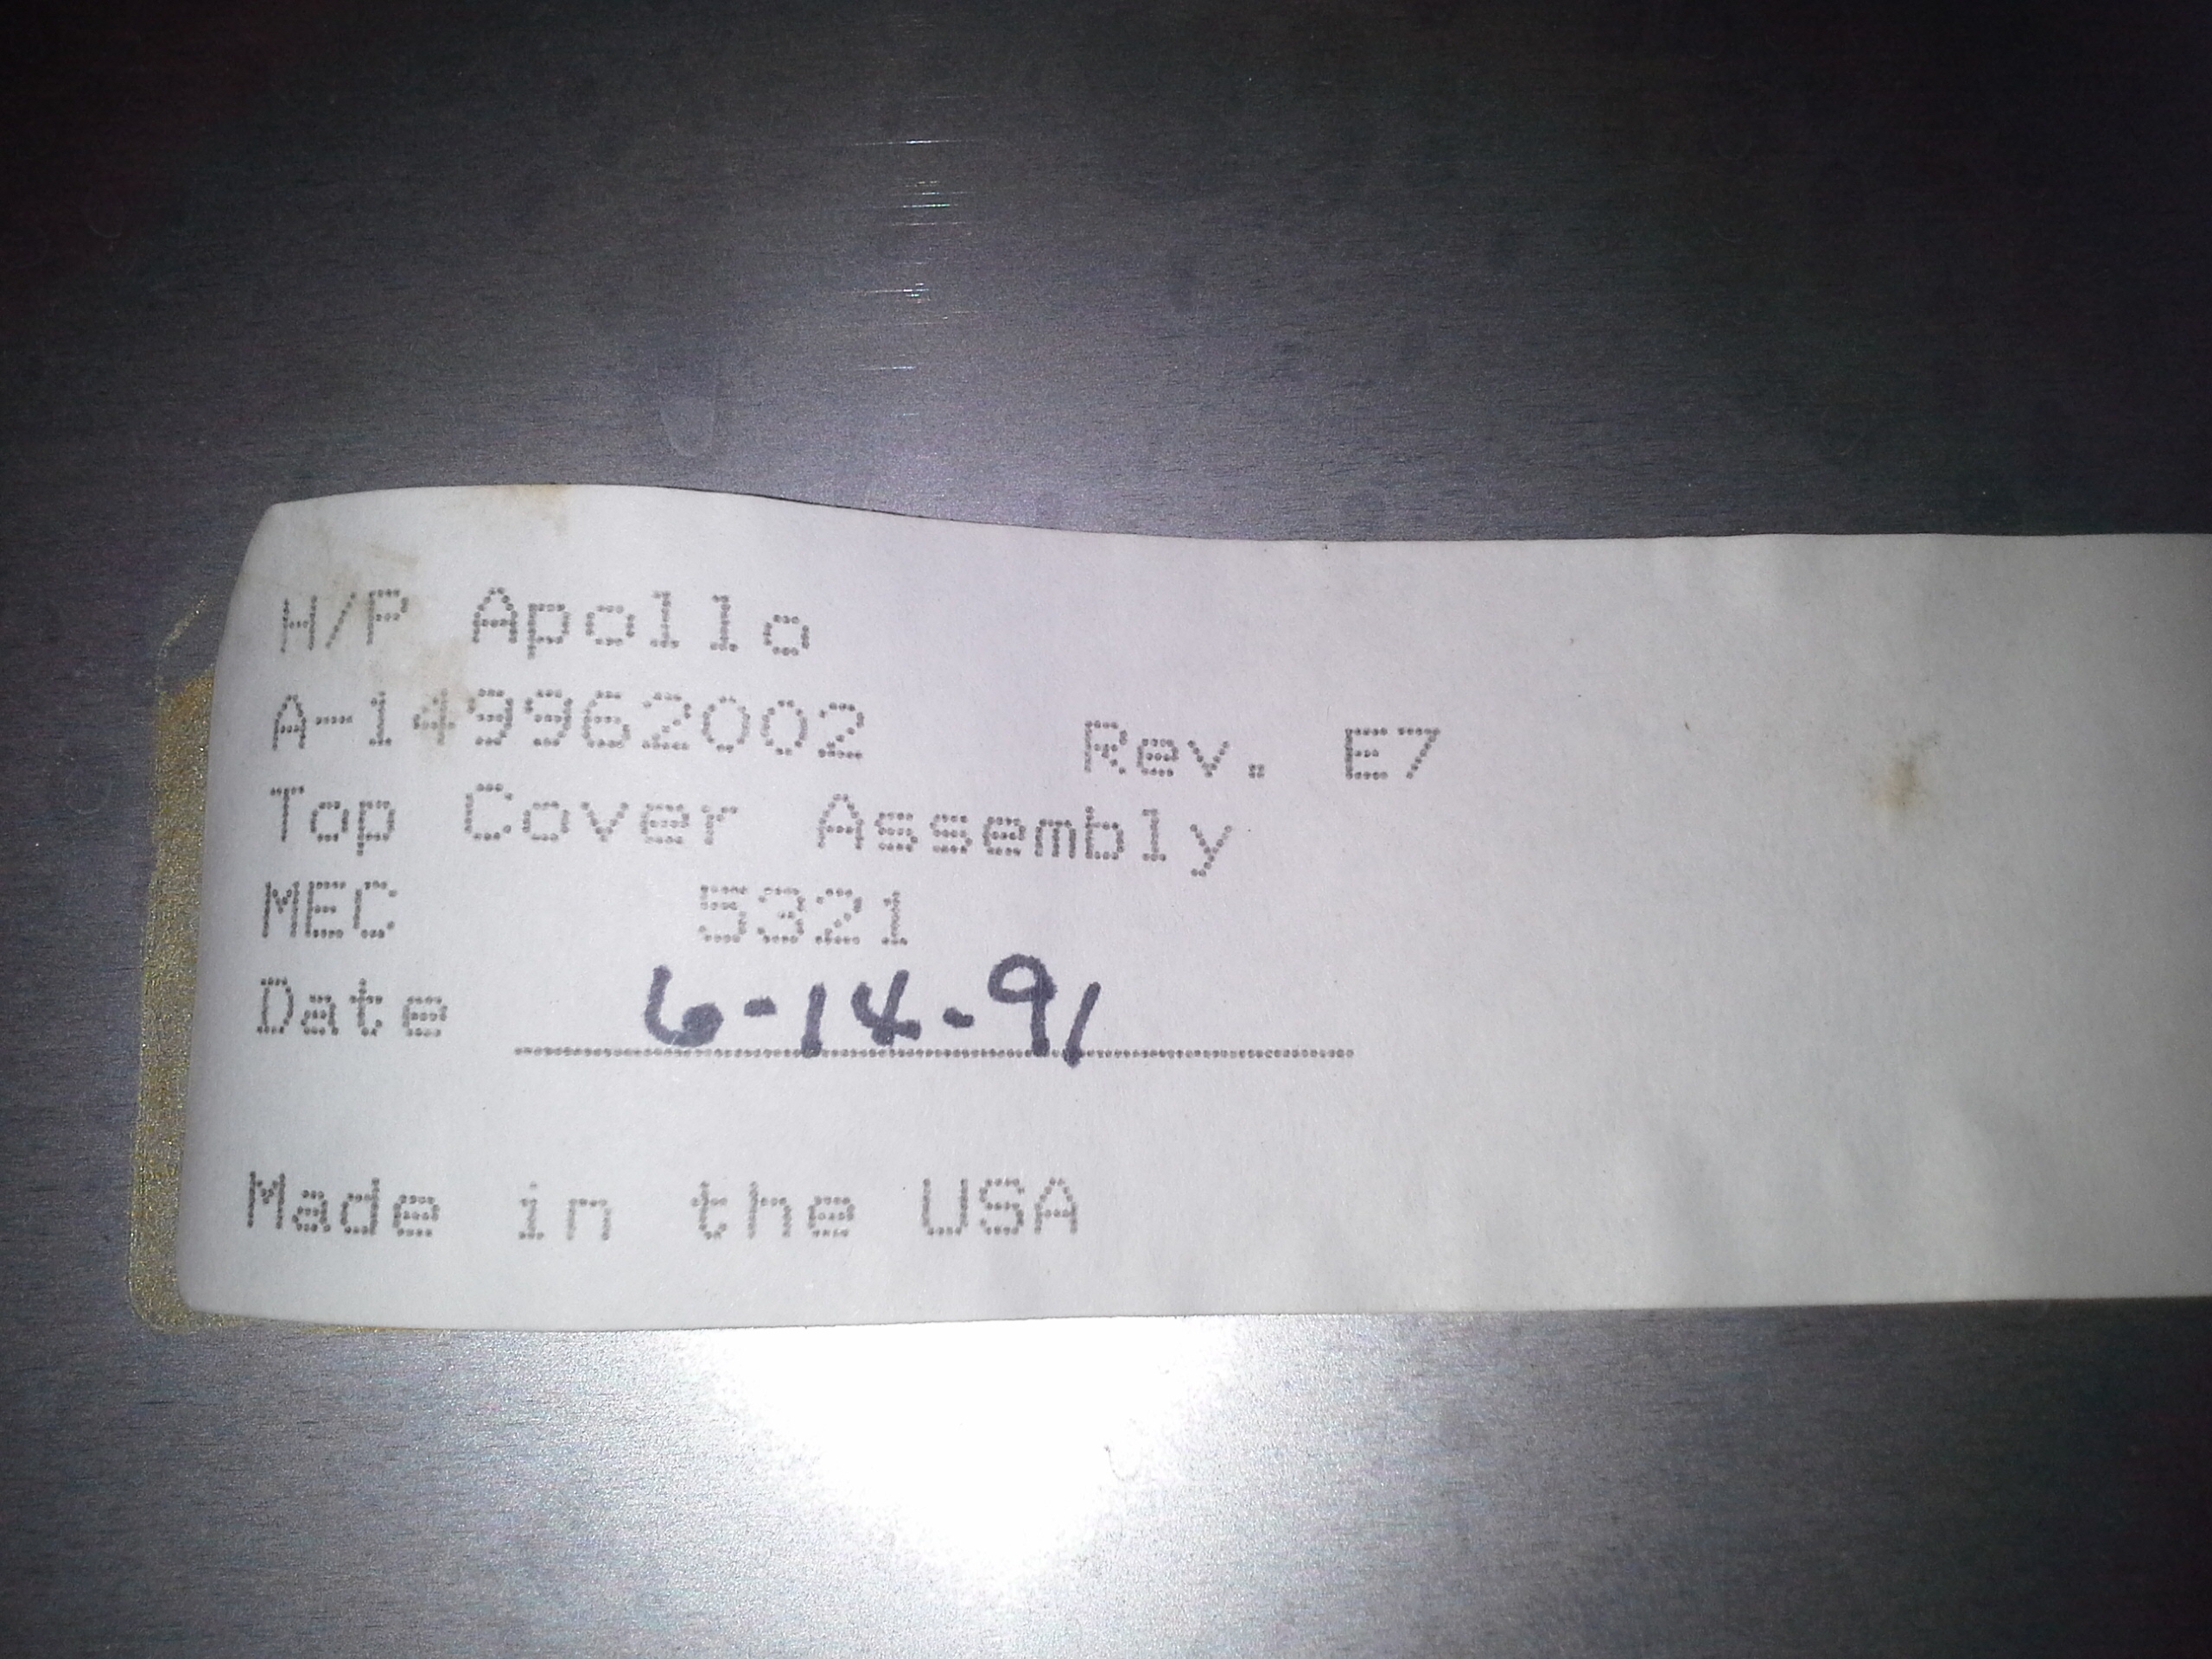 H/P Apollo
A-149962002 Rev. E7
Top Cover Assembly
MEC 5321
Date 6-14-91
Made in the USA